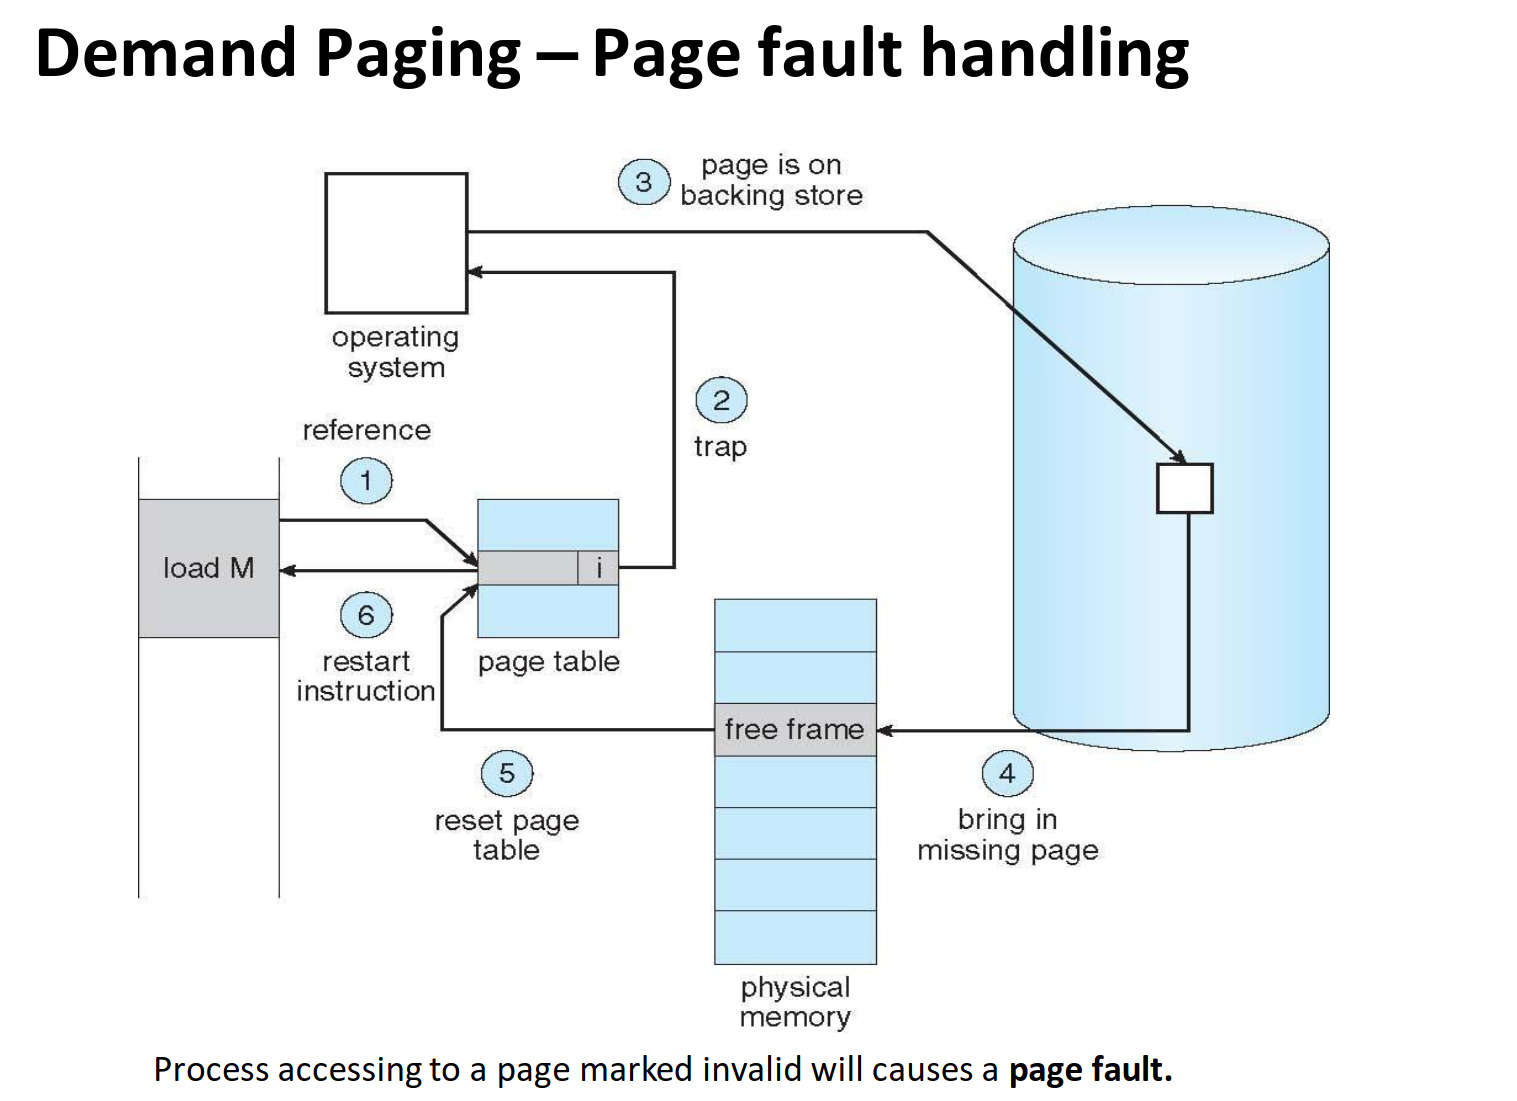 Demand Paging – Page fault handling
3
page is on
backing store
operating
system
2
trap
reference
1
load M
i
6
restart
instruction
page table
free frame
5
reset page
table
4
bring in
missing page
physical
memory
Process accessing to a page marked invalid will causes a page fault.